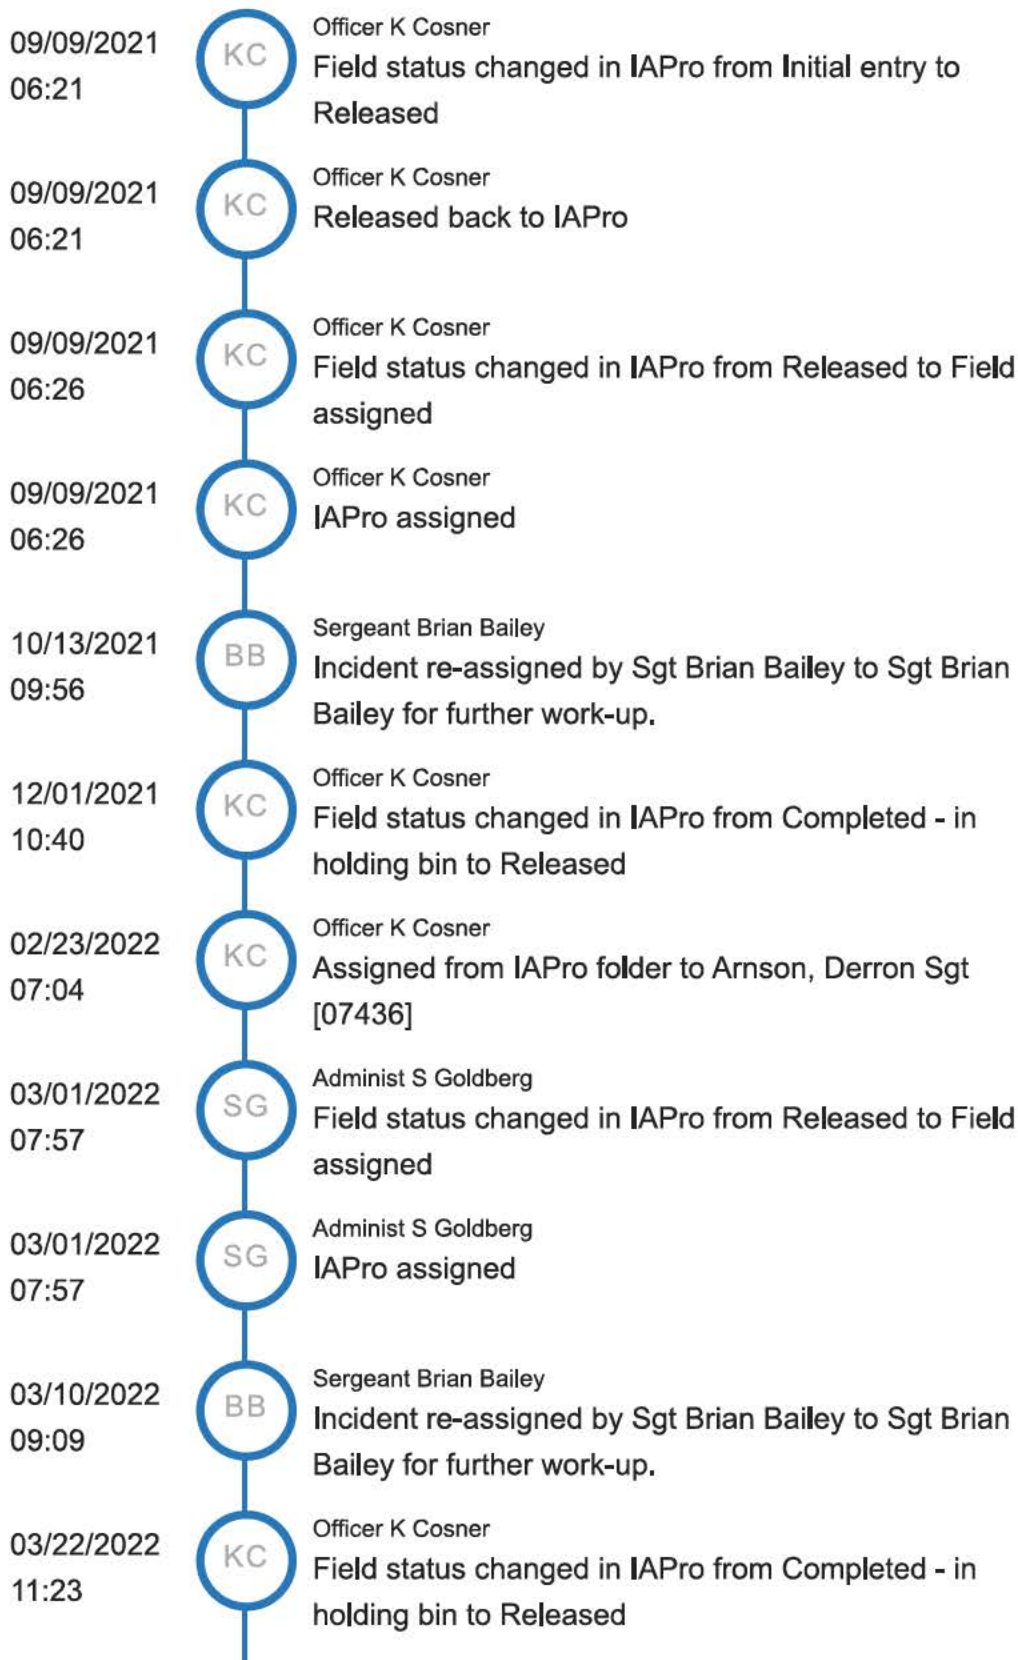 09/09/2021
06:21
KC
Officer K Cosner
Field status changed in IAPro from Initial entry to
Released
09/09/2021
06:21
KC
Officer K Cosner
Released back to IAPro
09/09/2021
06:26
KC
Officer K Cosner
Field status changed in IAPro from Released to Field
assigned
09/09/2021
06:26
KC
Officer K Cosner
IAPro assigned
10/13/2021
09:56
BB
Sergeant Brian Bailey
Incident re-assigned by Sgt Brian Bailey to Sgt Brian
Bailey for further work-up.
12/01/2021
10:40
KC
Officer K Cosner
Field status changed in IAPro from Completed - in
holding bin to Released
02/23/2022
07:04
KC
Officer K Cosner
Assigned from IAPro folder to Arnson, Derron Sgt
[07436]
03/01/2022
07:57
SG
Administ S Goldberg
Field status changed in IAPro from Released to Field
assigned
03/01/2022
07:57
SG
Administ S Goldberg
IAPro assigned
03/10/2022
09:09
BB
Sergeant Brian Bailey
Incident re-assigned by Sgt Brian Bailey to Sgt Brian
Bailey for further work-up.
03/22/2022
11:23
KC
Officer K Cosner
Field status changed in IAPro from Completed - in
holding bin to Released